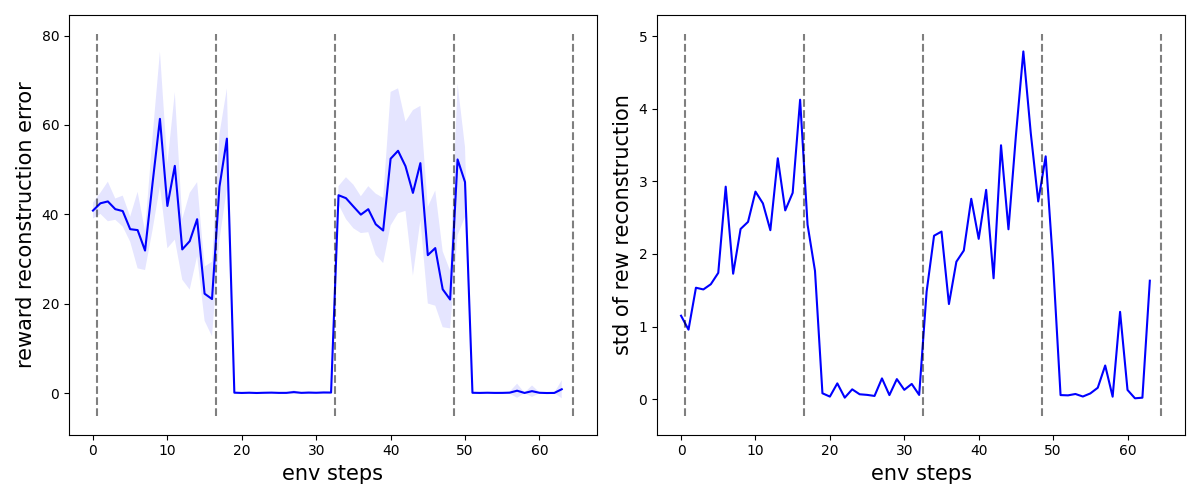 80
60
40
20
0
reward reconstruction error
0 10 20 30 40 50 60
env steps
5
4
3
2
1
0
std of rew reconstruction
0 10 20 30 40 50 60
env steps